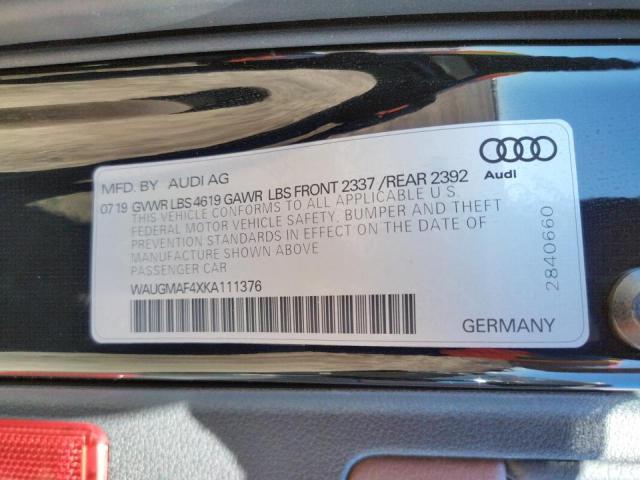 MFD. BY AUDI AG
0719 GVWR LBS 4619 GAWR LBS FRONT 2337 /REAR 2392
THIS VEHICLE CONFORMS TO ALL APPLICABLE U.S.
FEDERAL MOTOR VEHICLE SAFETY, BUMPER AND THEFT
PREVENTION STANDARDS IN EFFECT ON THE DATE OF
MANUFACTURE SHOWN ABOVE
PASSENGER CAR
WAUGMAF4XKA111376
Audi
2840660
GERMANY